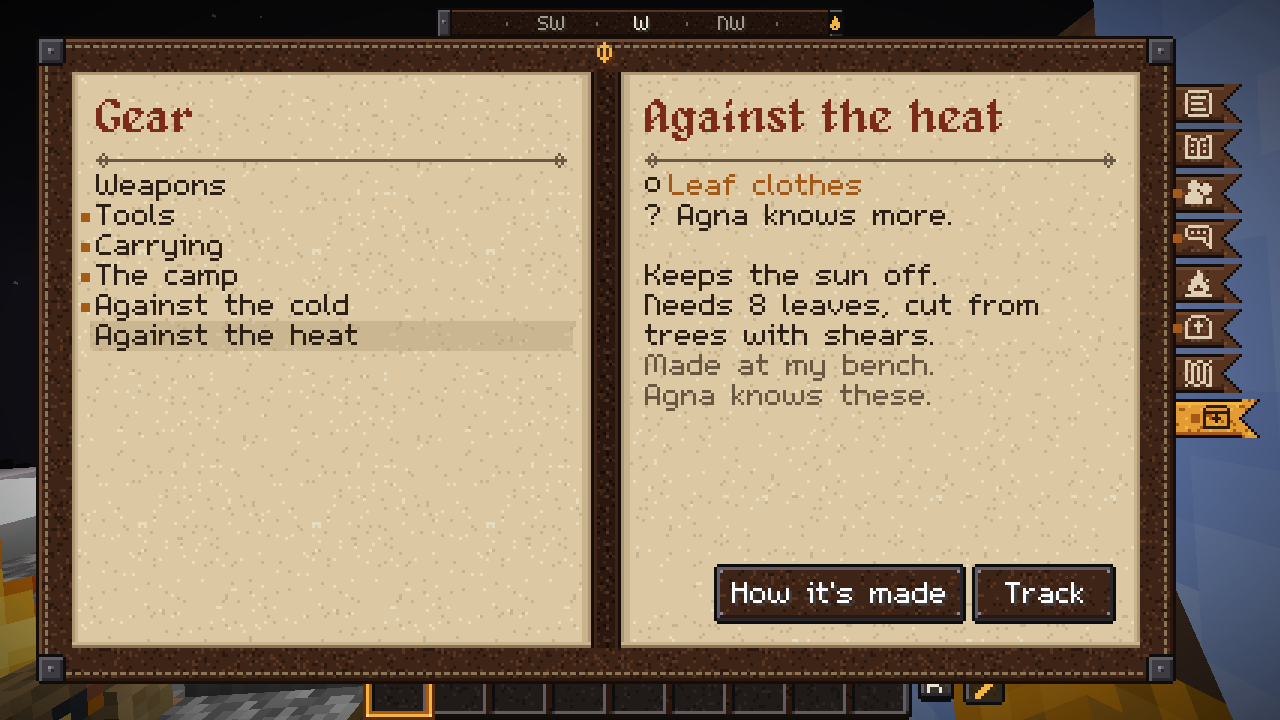 SW W NW
Gear
Weapons
Tools
Carrying
The camp
Against the cold
Against the heat
Against the heat
Leaf clothes
? Agna knows more.
Keeps the sun off.
Needs 8 leaves, cut from
trees with shears.
Made at my bench.
Agna knows these.
How it's made
Track